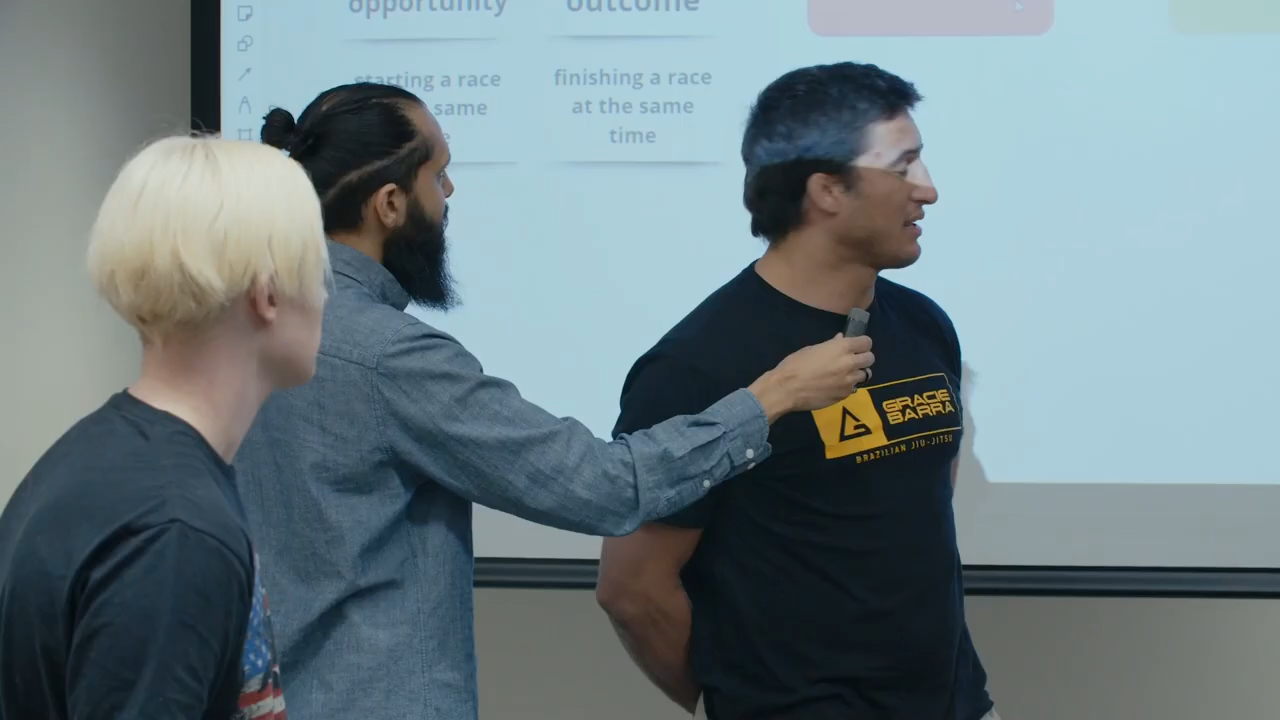 opportunity
outcome
starting a race
same
finishing a race
at the same
time
GRACIE
BARRA
BRAZILIAN JIU-JITSU